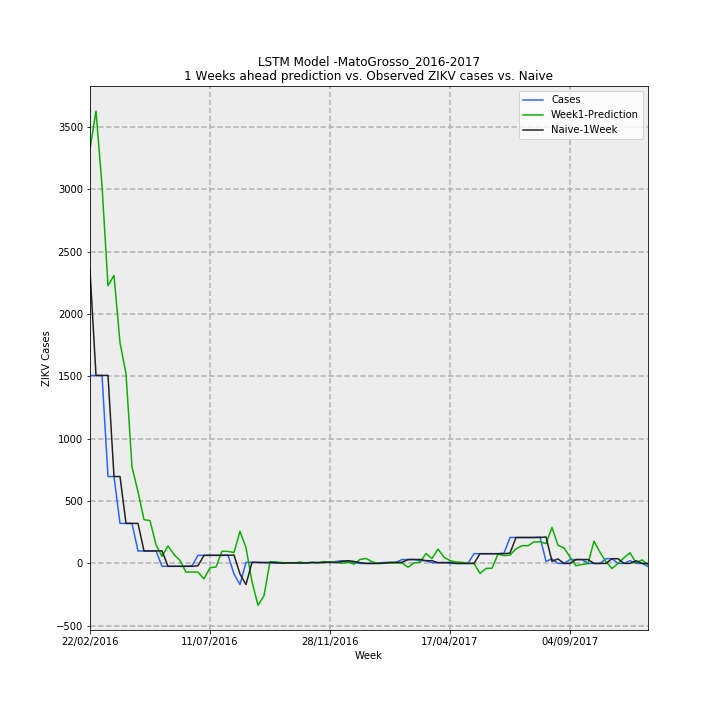 LSTM Model -MatoGrosso_2016-2017
1 Weeks ahead prediction vs. Observed ZIKV cases vs. Naive
Cases
Week1-Prediction
Naive-1Week
3500
3000
2500
2000
1500
1000
500
0
−500
ZIKV Cases
22/02/2016
11/07/2016
28/11/2016
17/04/2017
04/09/2017
Week